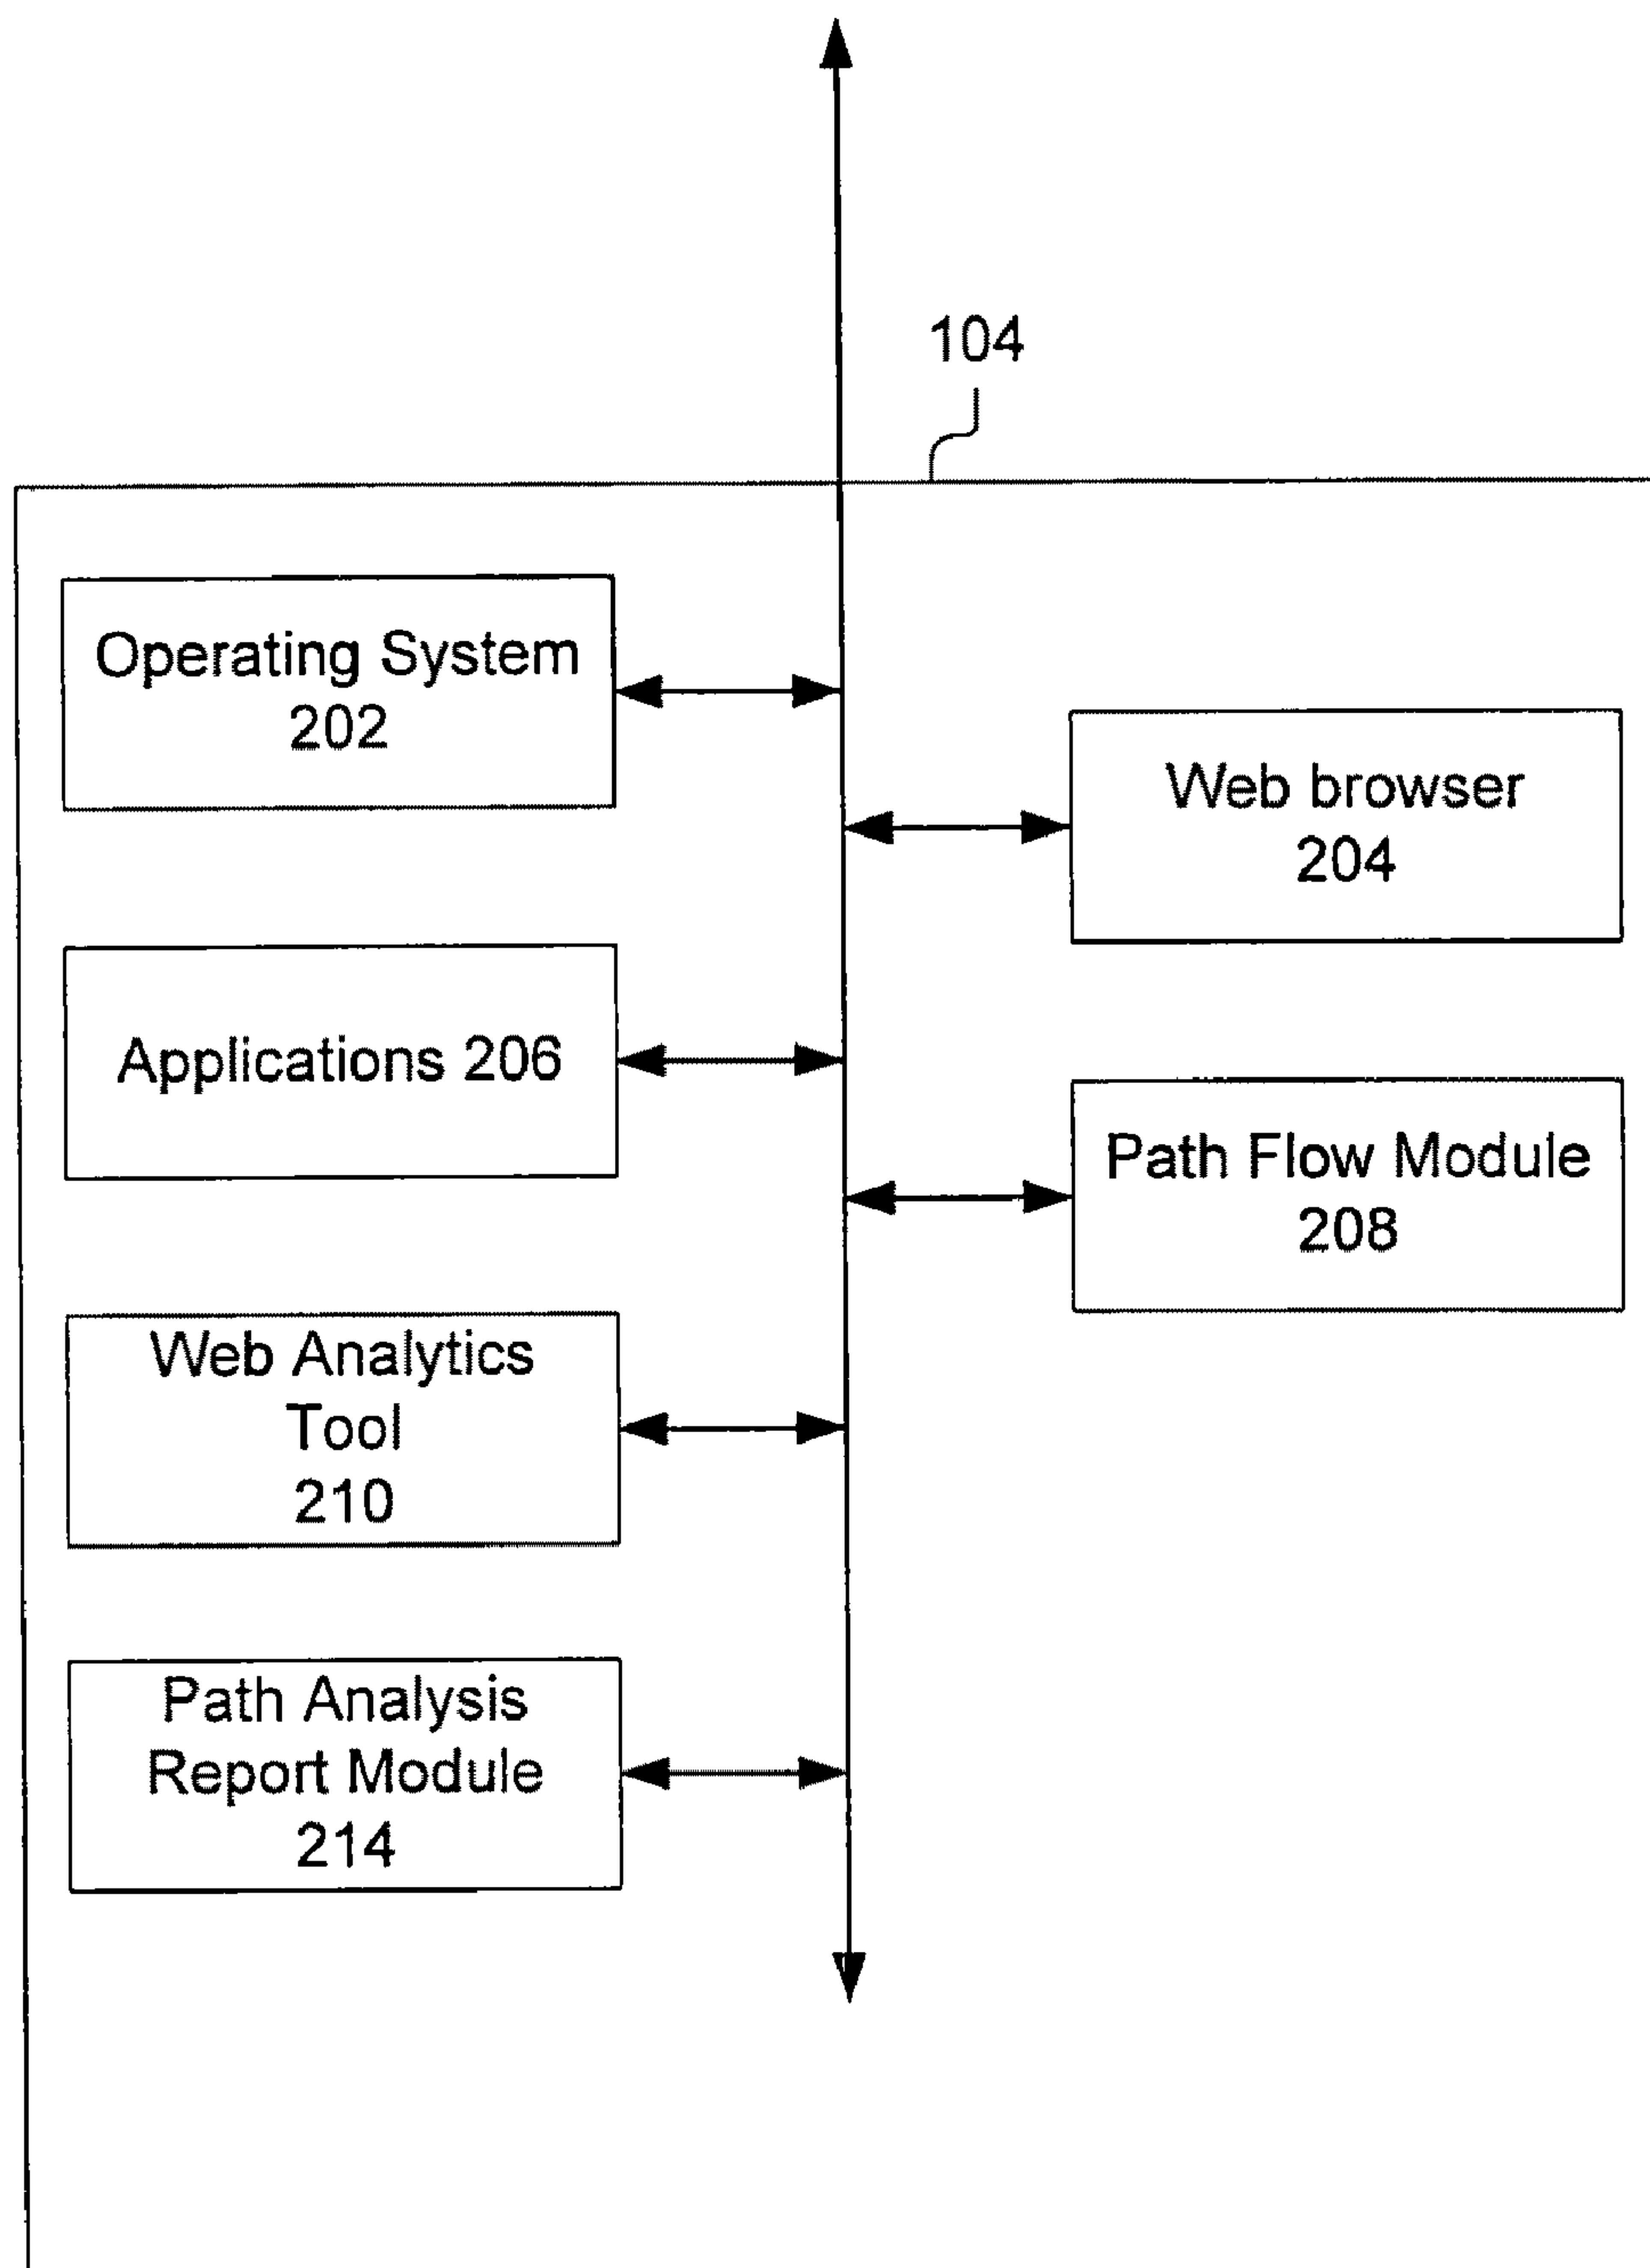 104
Operating System
202
Web browser
204
Applications 206
Path Flow Module
208
Web Analytics
Tool
210
Path Analysis
Report Module
214